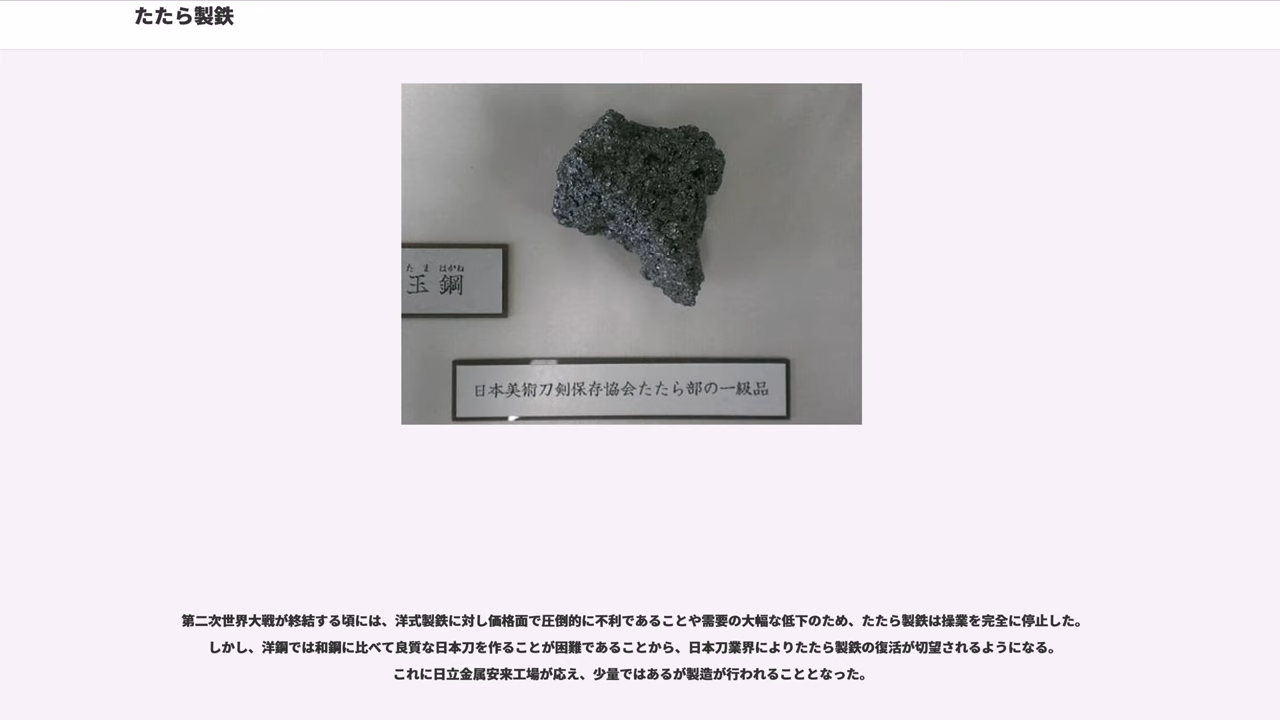 たたら製鉄
たま はかね
玉鋼
日本美術刀剣保存協会たたら部の一級品
第二次世界大戦が終結する頃には、洋式製鉄に対し価格面で圧倒的に不利であることや需要の大幅な低下のため、たたら製鉄は操業を完全に停止した。
しかし、洋鋼では和鋼に比べて良質な日本刀を作ることが困難であることから、日本刀業界によりたたら製鉄の復活が切望されるようになる。
これに日立金属安来工場が応え、少量ではあるが製造が行われることとなった。